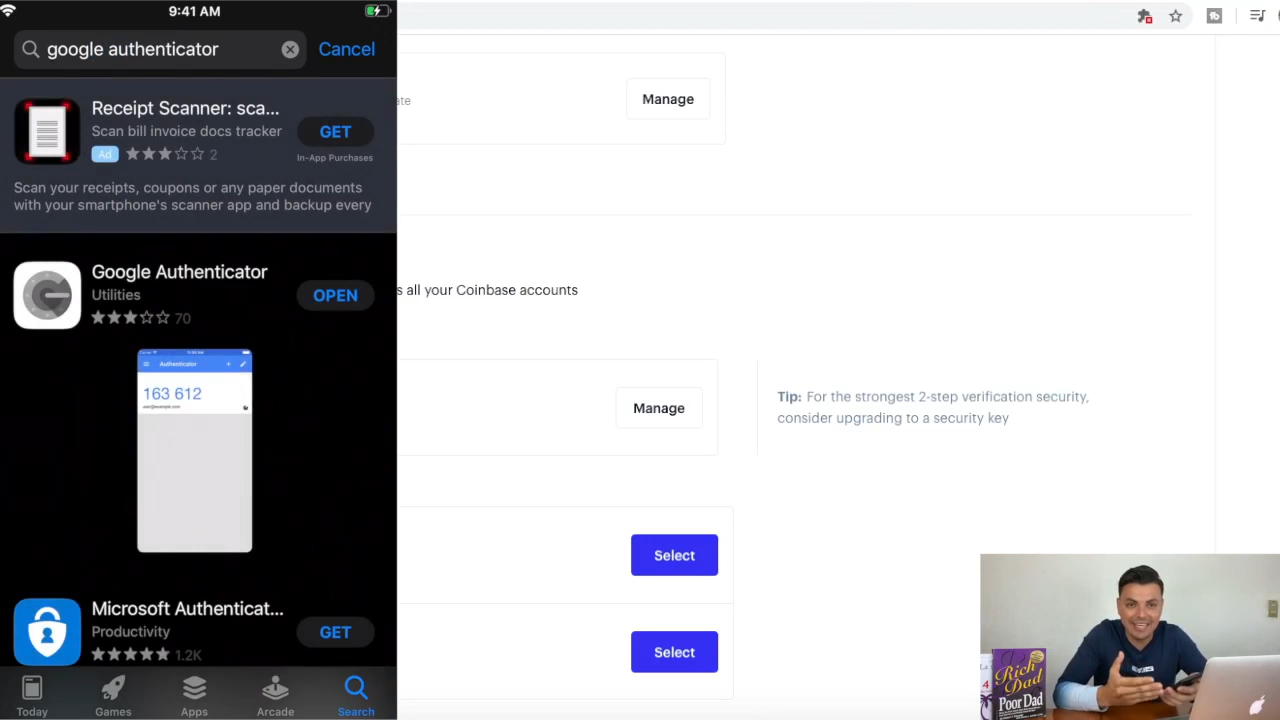 9:41 AM
google authenticator
Cancel
Receipt Scanner: sca...
Scan bill invoice docs tracker
Ad
2
GET
In-App Purchases
Scan your receipts, coupons or any paper documents
with your smartphone's scanner app and backup every
Google Authenticator
Utilities
70
OPEN
Authenticator
163 612
Microsoft Authenticat...
Productivity
1.2K
GET
Today
Games
Apps
Arcade
Search
ate
Manage
s all your Coinbase accounts
Manage
Tip: For the strongest 2-step verification security,
consider upgrading to a security key
Select
Select
Rich
Dad
Poor Dad